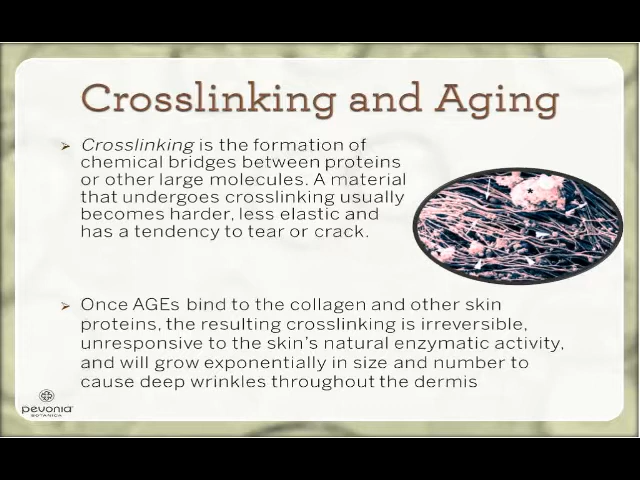 Crosslinking and Aging
Crosslinking is the formation of
chemical bridges between proteins
or other large molecules. A material
that undergoes crosslinking usually
becomes harder, less elastic and
has a tendency to tear or crack.
*
Once AGEs bind to the collagen and other skin
proteins, the resulting crosslinking is irreversible,
unresponsive to the skin's natural enzymatic activity,
and will grow exponentially in size and number to
cause deep wrinkles throughout the dermis
pevonia
BOTANICA